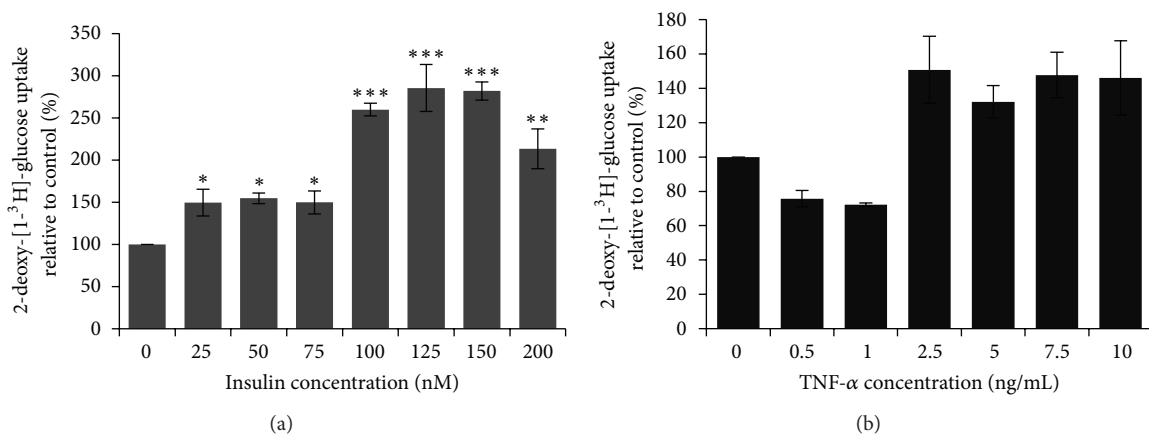 2-deoxy-[1-³H]-glucose uptake
relative to control (%)
350
300
250
200
150
100
50
0
*
*
*
***
***
***
**
0 25 50 75 100 125 150 200
Insulin concentration (nM)
(a)
2-deoxy-[1-³H]-glucose uptake
relative to control (%)
180
160
140
120
100
80
60
40
20
0
0 0.5 1 2.5 5 7.5 10
TNF-α concentration (ng/mL)
(b)